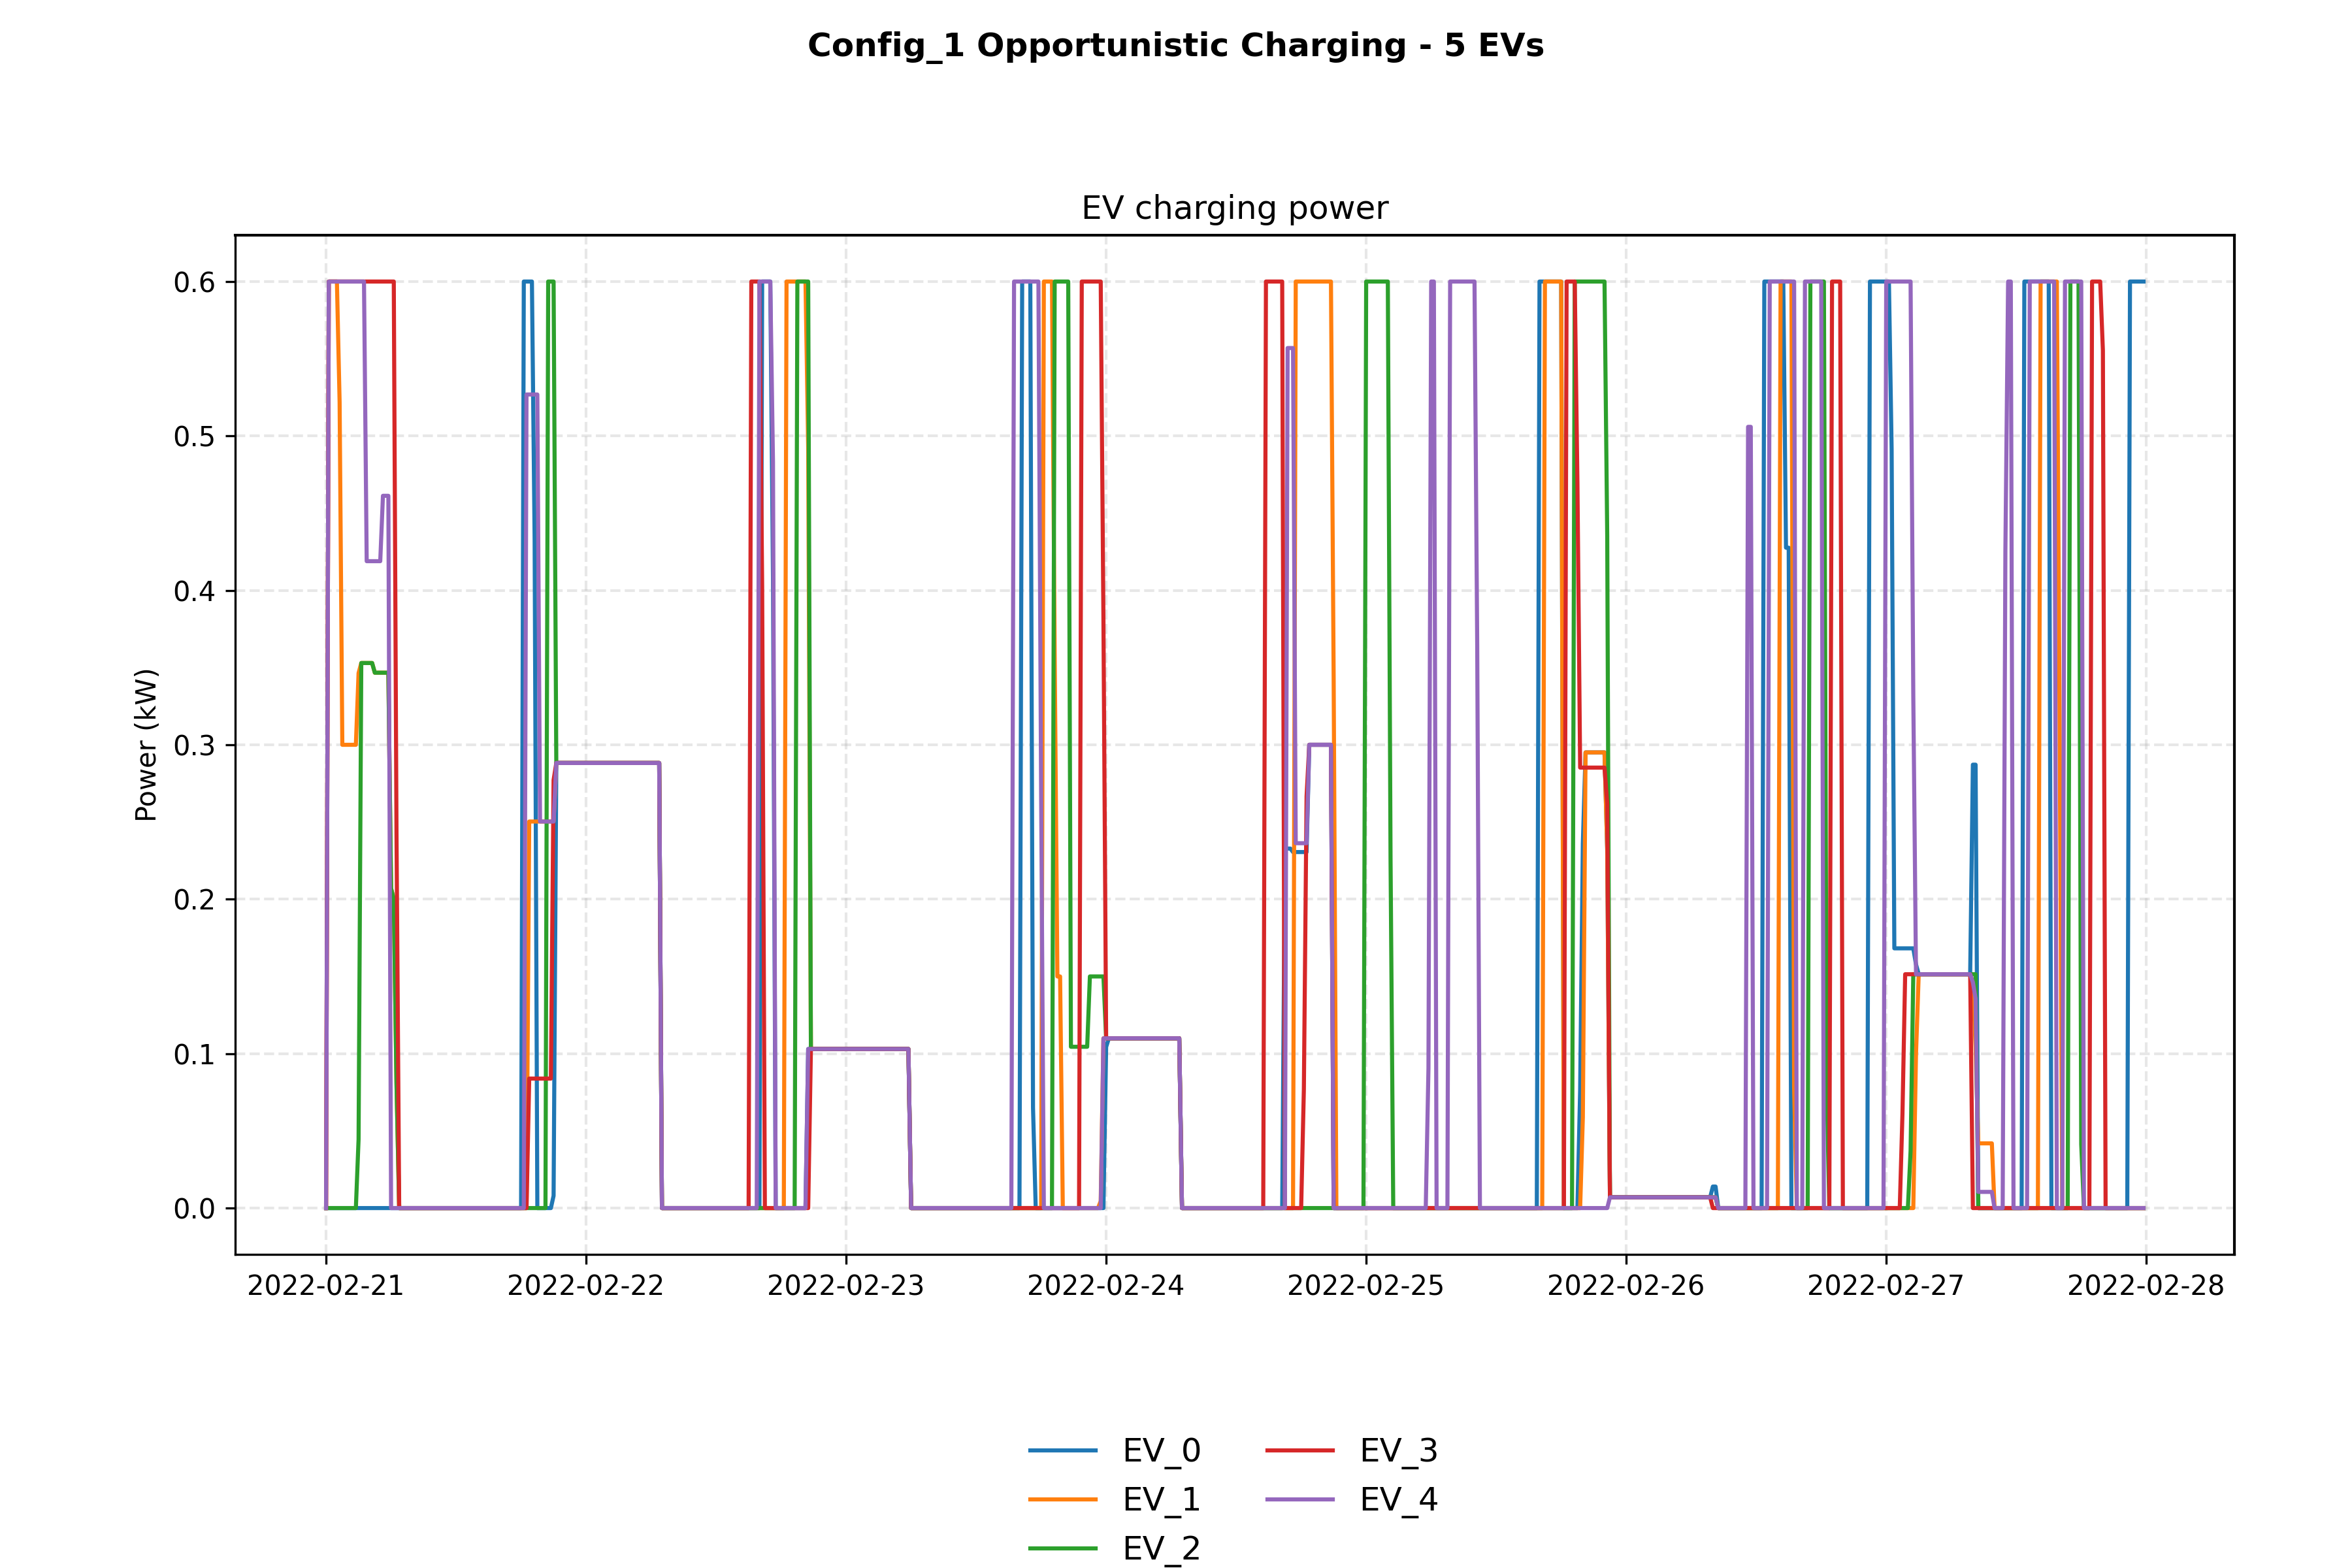 Config_1 Opportunistic Charging - 5 EVs
EV charging power
0.6
0.5
0.4
0.3
0.2
0.1
0.0
Power (kW)
2022-02-21 2022-02-22 2022-02-23 2022-02-24 2022-02-25 2022-02-26 2022-02-27 2022-02-28
EV_0 EV_3
EV_1 EV_4
EV_2